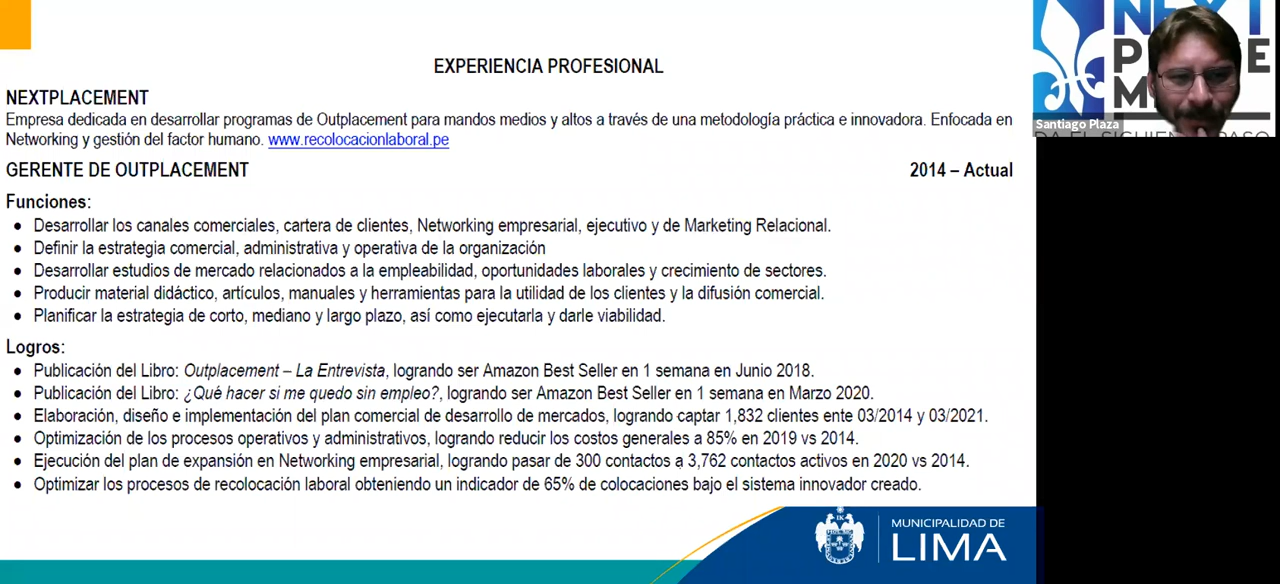 EXPERIENCIA PROFESIONAL
NEXTPLACEMENT
Empresa dedicada en desarrollar programas de Outplacement para mandos medios y altos a través de una metodología práctica e innovadora. Enfocada en
Networking y gestión del factor humano. www.recolocacionlaboral.pe
GERENTE DE OUTPLACEMENT 2014 – Actual
Funciones:
• Desarrollar los canales comerciales, cartera de clientes, Networking empresarial, ejecutivo y de Marketing Relacional.
• Definir la estrategia comercial, administrativa y operativa de la organización
• Desarrollar estudios de mercado relacionados a la empleabilidad, oportunidades laborales y crecimiento de sectores.
• Producir material didáctico, artículos, manuales y herramientas para la utilidad de los clientes y la difusión comercial.
• Planificar la estrategia de corto, mediano y largo plazo, así como ejecutarla y darle viabilidad.
Logros:
• Publicación del Libro: Outplacement – La Entrevista, logrando ser Amazon Best Seller en 1 semana en Junio 2018.
• Publicación del Libro: ¿Qué hacer si me quedo sin empleo?, logrando ser Amazon Best Seller en 1 semana en Marzo 2020.
• Elaboración, diseño e implementación del plan comercial de desarrollo de mercados, logrando captar 1,832 clientes ente 03/2014 y 03/2021.
• Optimización de los procesos operativos y administrativos, logrando reducir los costos generales a 85% en 2019 vs 2014.
• Ejecución del plan de expansión en Networking empresarial, logrando pasar de 300 contactos a 3,762 contactos activos en 2020 vs 2014.
• Optimizar los procesos de recolocación laboral obteniendo un indicador de 65% de colocaciones bajo el sistema innovador creado.
MUNICIPALIDAD DE
LIMA
NEXT
Santiago Plaza